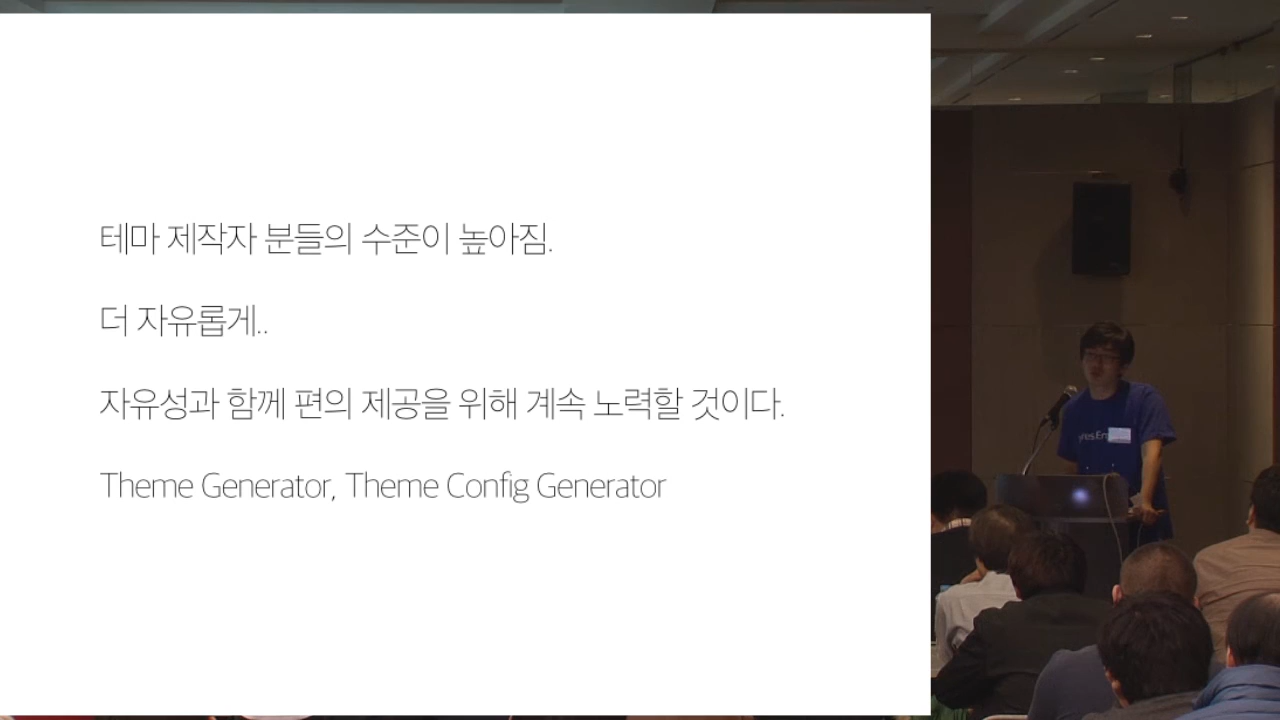 테마 제작자 분들의 수준이 높아짐.
더 자유롭게..
자유성과 함께 편의 제공을 위해 계속 노력할 것이다.
Theme Generator, Theme Config Generator